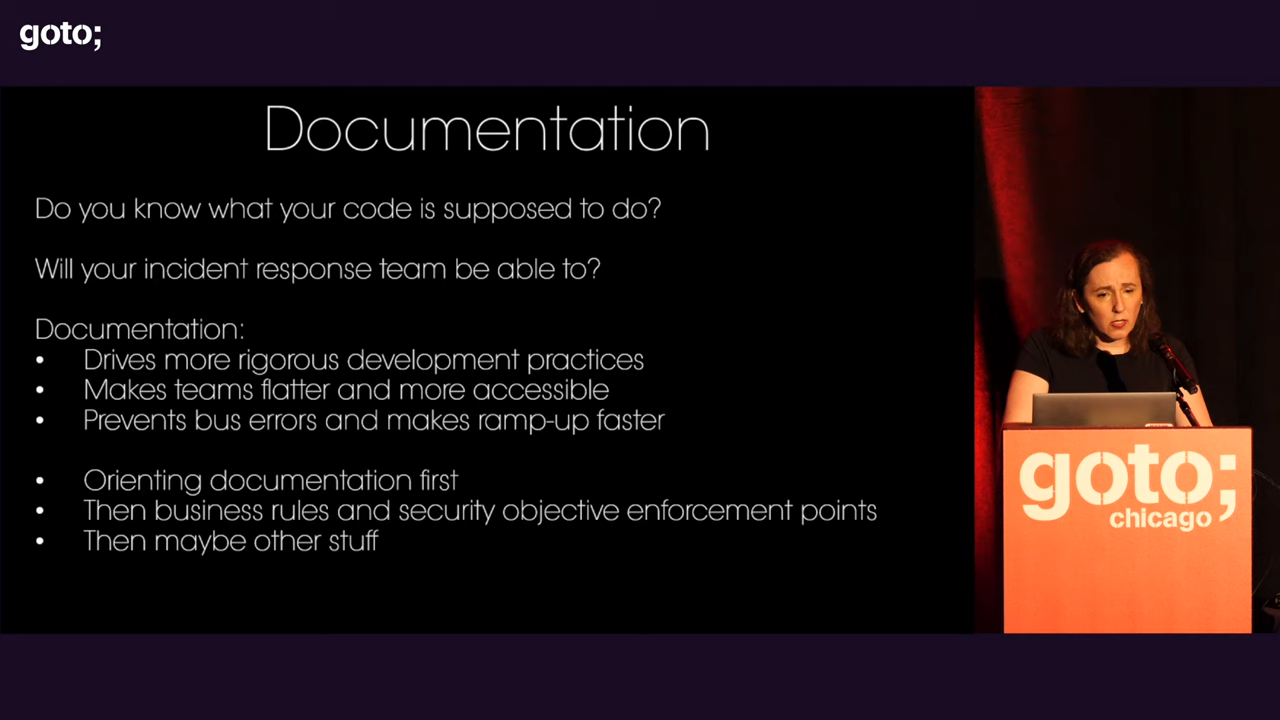 goto;
Documentation
Do you know what your code is supposed to do?
Will your incident response team be able to?
Documentation:
• Drives more rigorous development practices
• Makes teams flatter and more accessible
• Prevents bus errors and makes ramp-up faster
• Orienting documentation first
• Then business rules and security objective enforcement points
• Then maybe other stuff
goto;
chicago